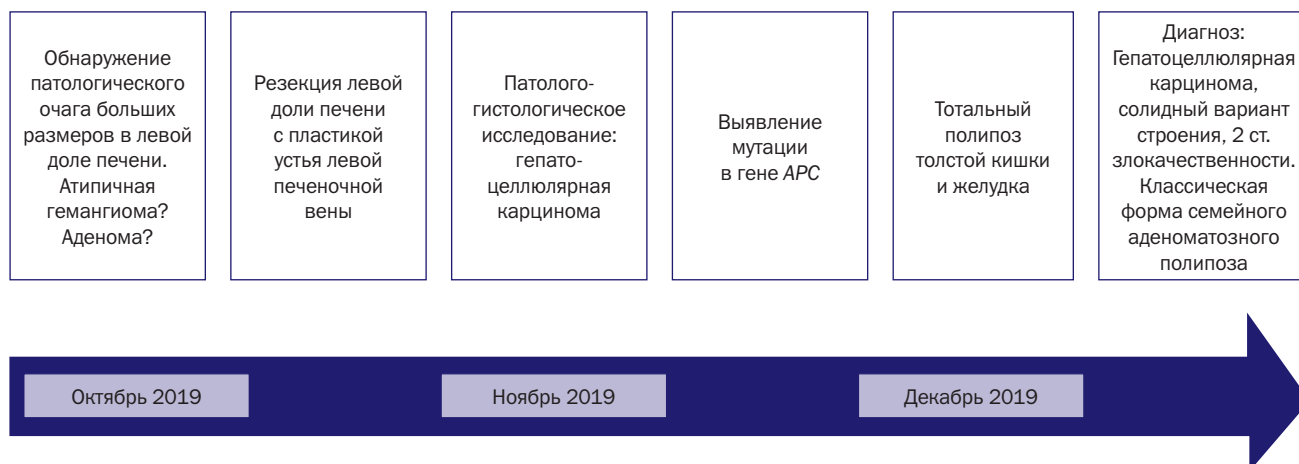 Обнаружение
патологического
очага больших
размеров в левой
доле печени.
Атипичная
гемангиома?
Аденома?
Резекция левой
доли печени
с пластикой
устья левой
печеночной
вены
Патолого-
гистологическое
исследование:
гепато-
целлюлярная
карцинома
Выявление
мутации
в гене APC
Тотальный
полипоз
толстой кишки
и желудка
Диагноз:
Гепатоцеллюлярная
карцинома,
солидный вариант
строения, 2 ст.
злокачественности.
Классическая
форма семейного
аденоматозного
полипоза
Октябрь 2019
Ноябрь 2019
Декабрь 2019